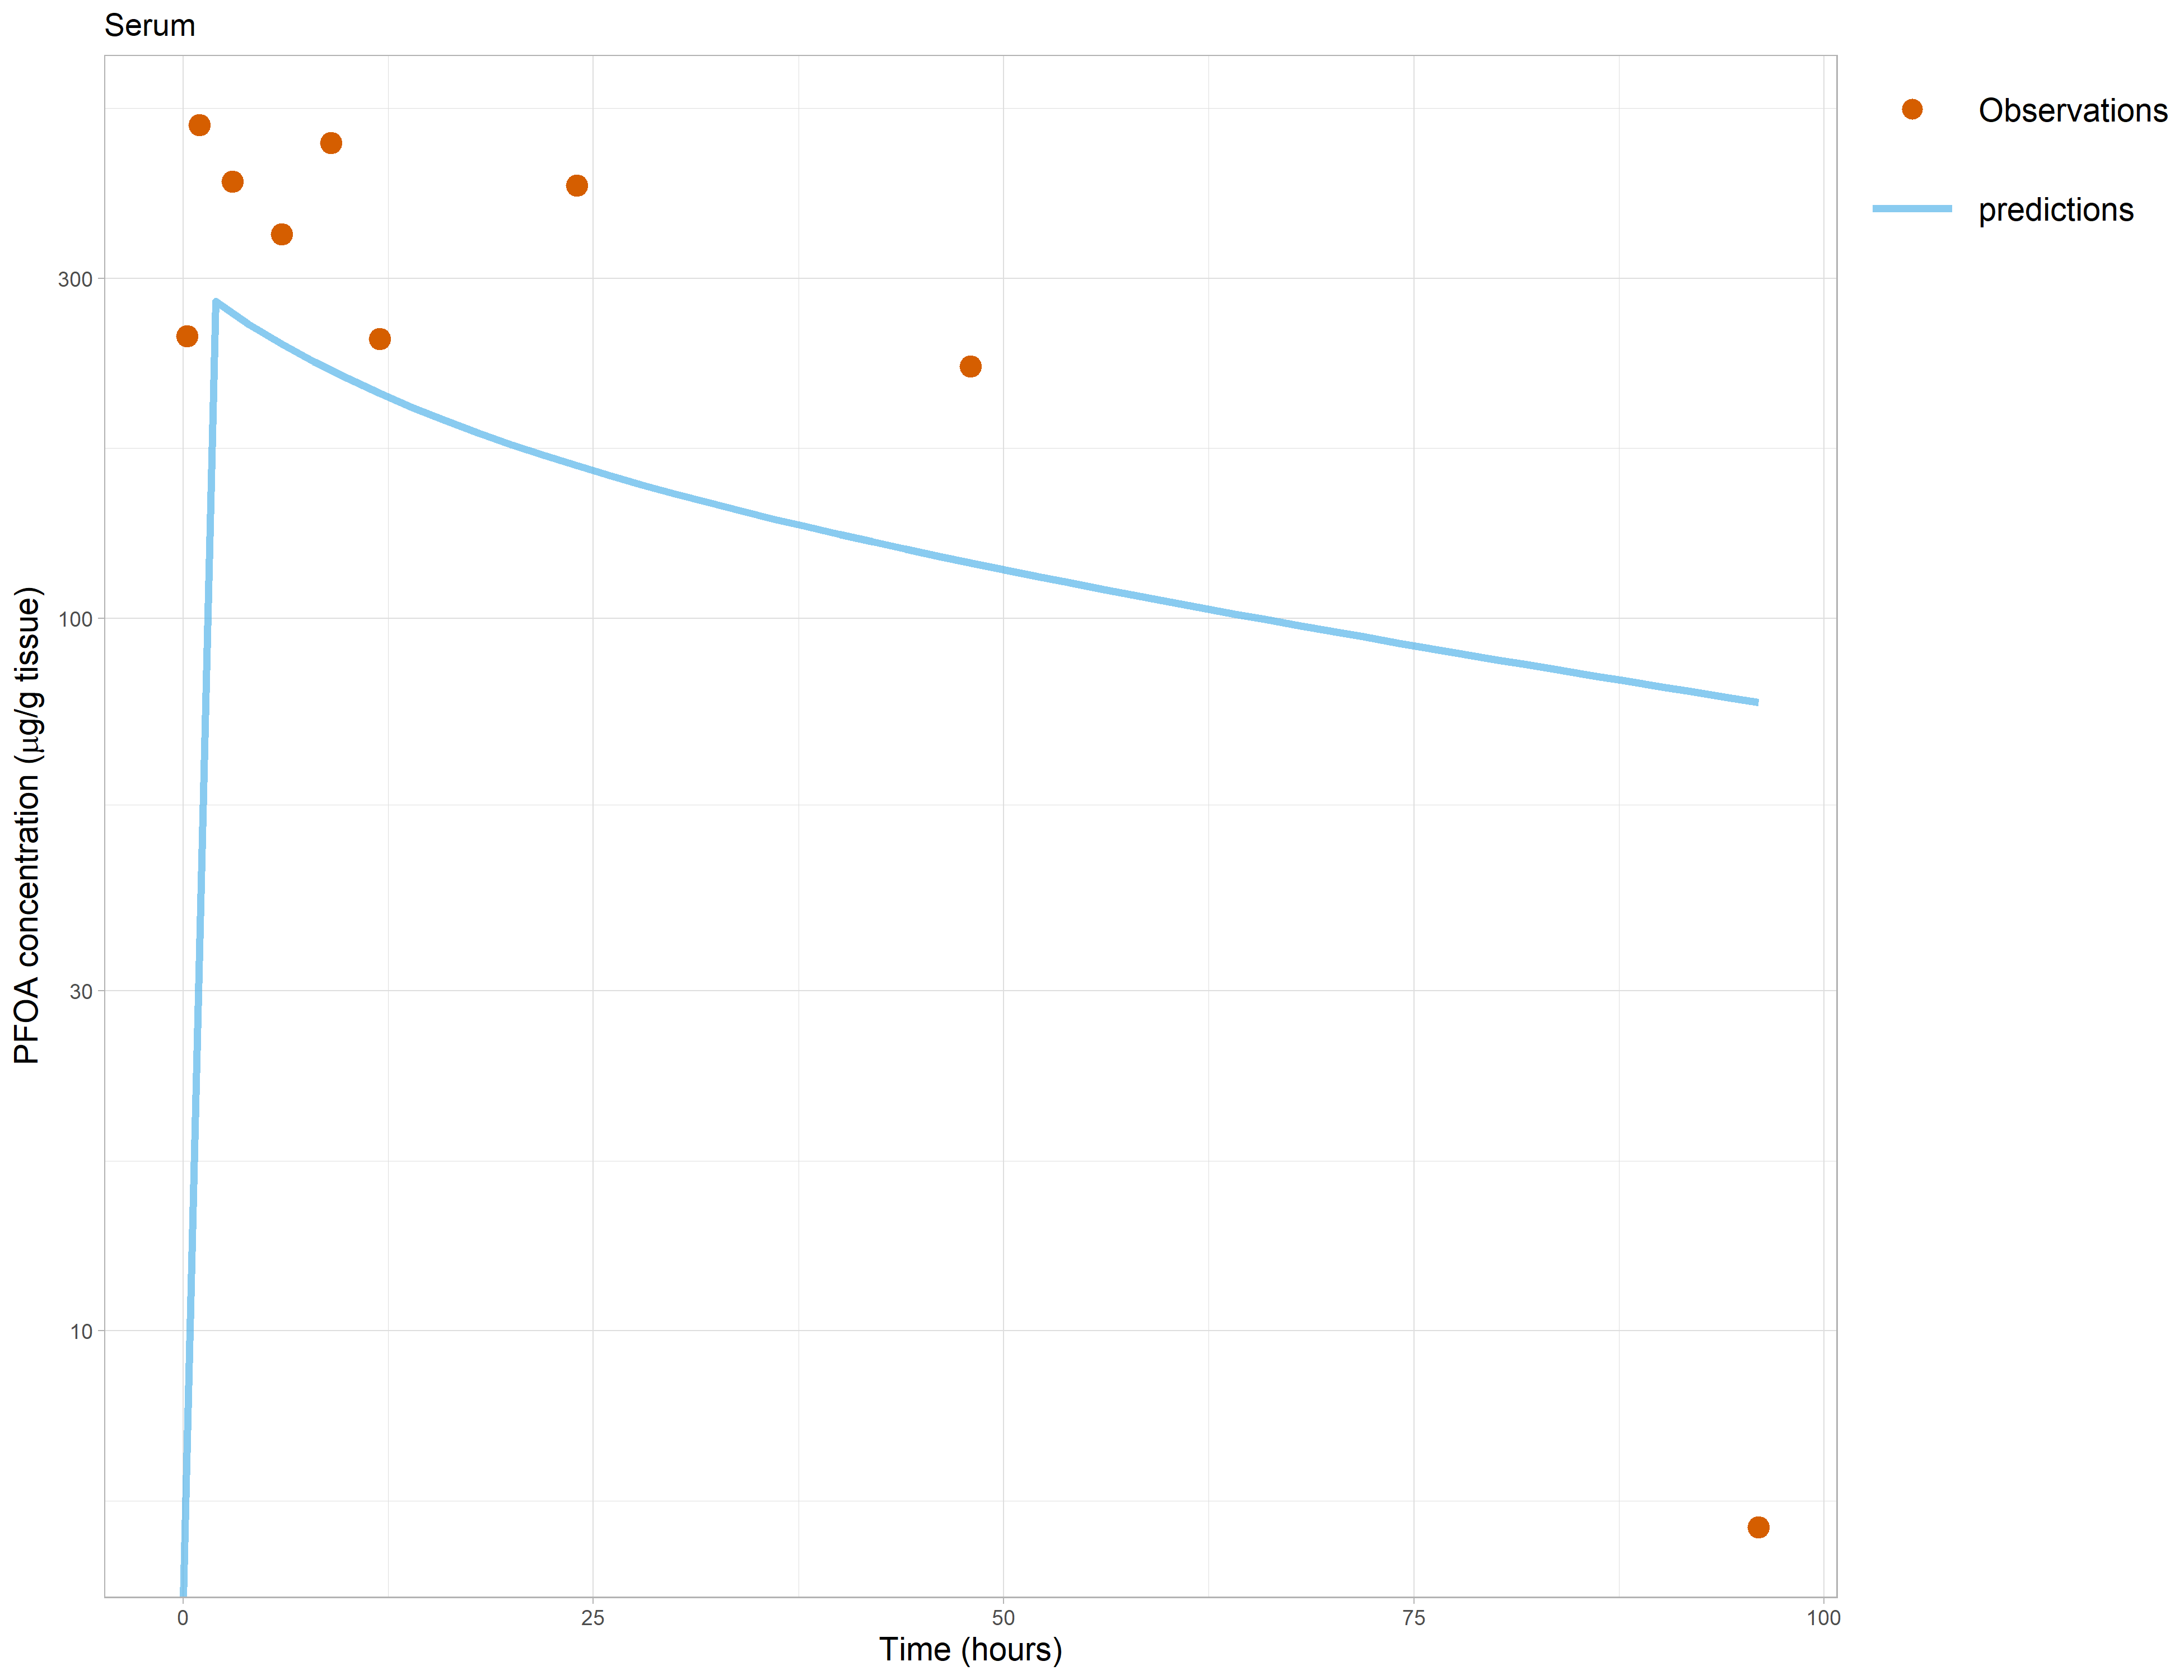 Serum
Observations
predictions
PFOA concentration (μg/g tissue)
300
100
30
10
0
25
50
75
100
Time (hours)